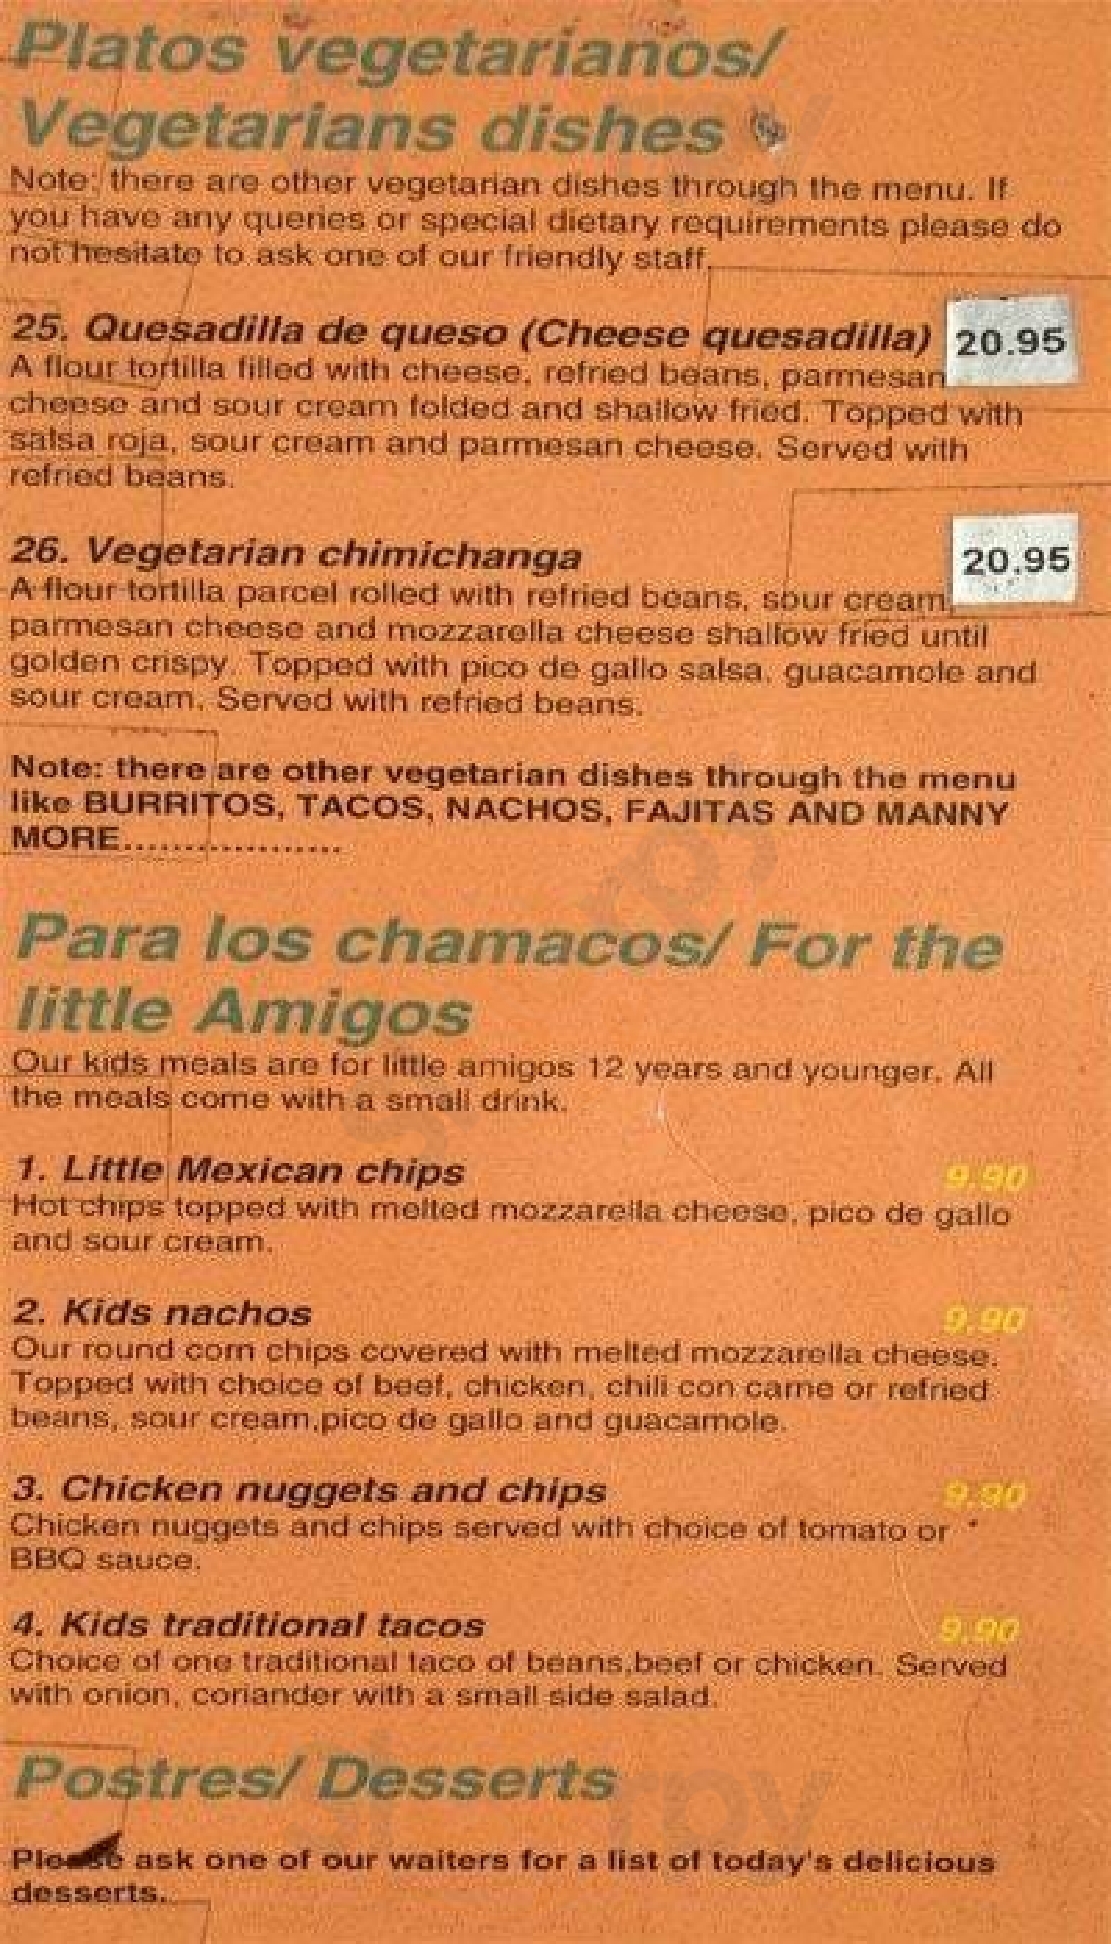 Platos vegetarianos/
Vegetarians dishes
Note: there are other vegetarian dishes through the menu. If
you have any queries or special dietary requirements please do
not hesitate to ask one of our friendly staff.
25. Quesadilla de queso (Cheese quesadilla) 20.95
A flour tortilla filled with cheese, refried beans, parmesan
cheese and sour cream folded and shallow fried. Topped with
salsa roja, sour cream and parmesan cheese. Served with
refried beans.
26. Vegetarian chimichanga 20.95
A flour tortilla parcel rolled with refried beans, sour cream,
parmesan cheese and mozzarella cheese shallow fried until
golden crispy. Topped with pico de gallo salsa, guacamole and
sour cream. Served with refried beans.
Note: there are other vegetarian dishes through the menu
like BURRITOS, TACOS, NACHOS, FAJITAS AND MANNY
MORE..................
Para los chamacos/ For the
little Amigos
Our kids meals are for little amigos 12 years and younger. All
the meals come with a small drink.
1. Little Mexican chips 9.90
Hot chips topped with melted mozzarella cheese, pico de gallo
and sour cream.
2. Kids nachos 9.90
Our round corn chips covered with melted mozzarella cheese.
Topped with choice of beef, chicken, chili con carne or refried
beans, sour cream,pico de gallo and guacamole.
3. Chicken nuggets and chips 9.90
Chicken nuggets and chips served with choice of tomato or
BBQ sauce.
4. Kids traditional tacos 9.90
Choice of one traditional taco of beans,beef or chicken. Served
with onion, coriander with a small side salad.
Postres/ Desserts
Please ask one of our waiters for a list of today's delicious
desserts.